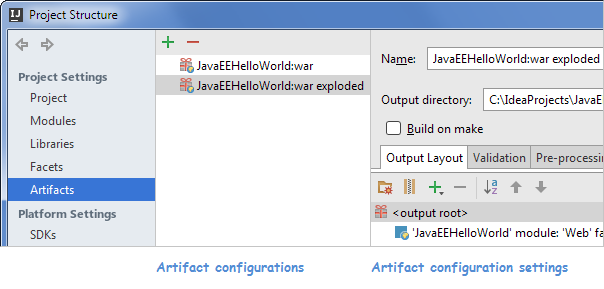 Project Structure
Project Settings
Project
Modules
Libraries
Facets
Artifacts
Platform Settings
SDKs
JavaEEHelloWorld:war
JavaEEHelloWorld:war exploded
Name: JavaEEHelloWorld:war exploded
Output directory: C:\IdeaProjects\JavaE
Build on make
Output Layout Validation Pre-processin
<output root>
'JavaEEHelloWorld' module: 'Web' fa
Artifact configurations
Artifact configuration settings